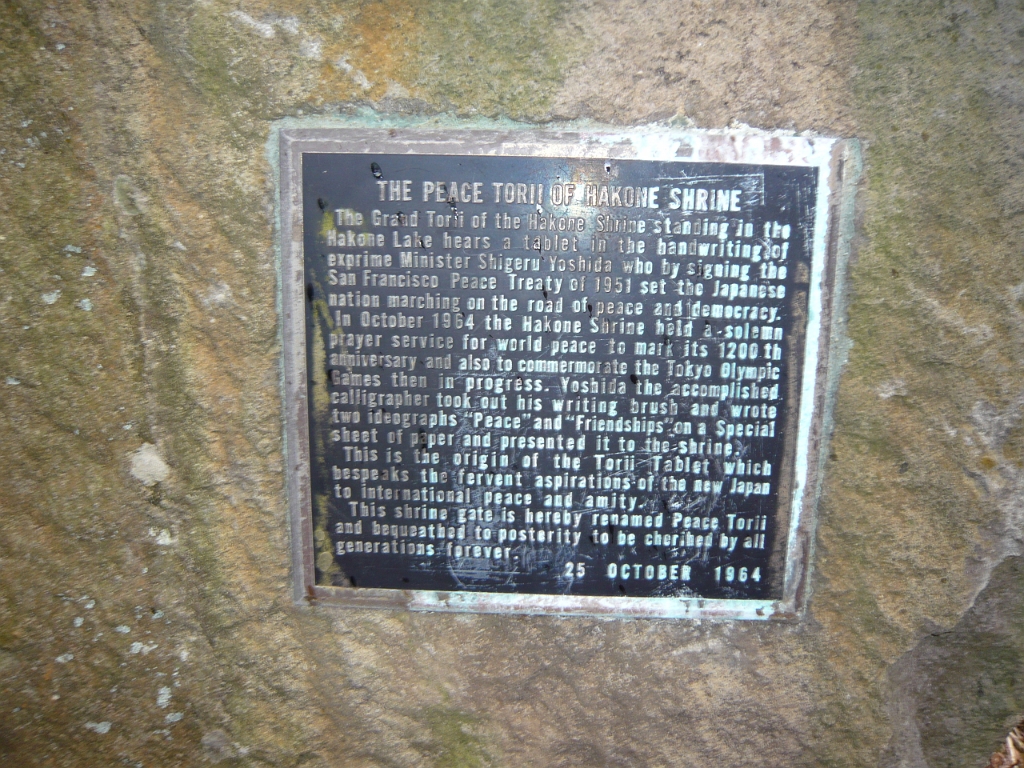 THE PEACE TORII OF HAKONE SHRINE
The Grand Torii of the Hakone Shrine standing in the
Hakone Lake hears a tablet in the handwriting of
exprime Minister Shigeru Yoshida who by signing the
San Francisco Peace Treaty of 1951 set the Japanese
nation marching on the road of peace and democracy.
In October 1964 the Hakone Shrine held a solemn
prayer service for world peace to mark its 1200th
anniversary and also to commermorate the Tokyo Olympic
Games then in progress. Yoshida the accomplished
calligrapher took out his writing brush and wrote
two ideographs "Peace" and "Friendships" on a Special
sheet of paper and presented it to the shrine.
This is the origin of the Torii Tablet which
bespeaks the fervent aspirations of the new Japan
to international peace and amity.
This shrine gate is hereby renamed Peace Torii
and bequeathed to posterity to be cherihed by all
generations forever.
25 OCTOBER 1964